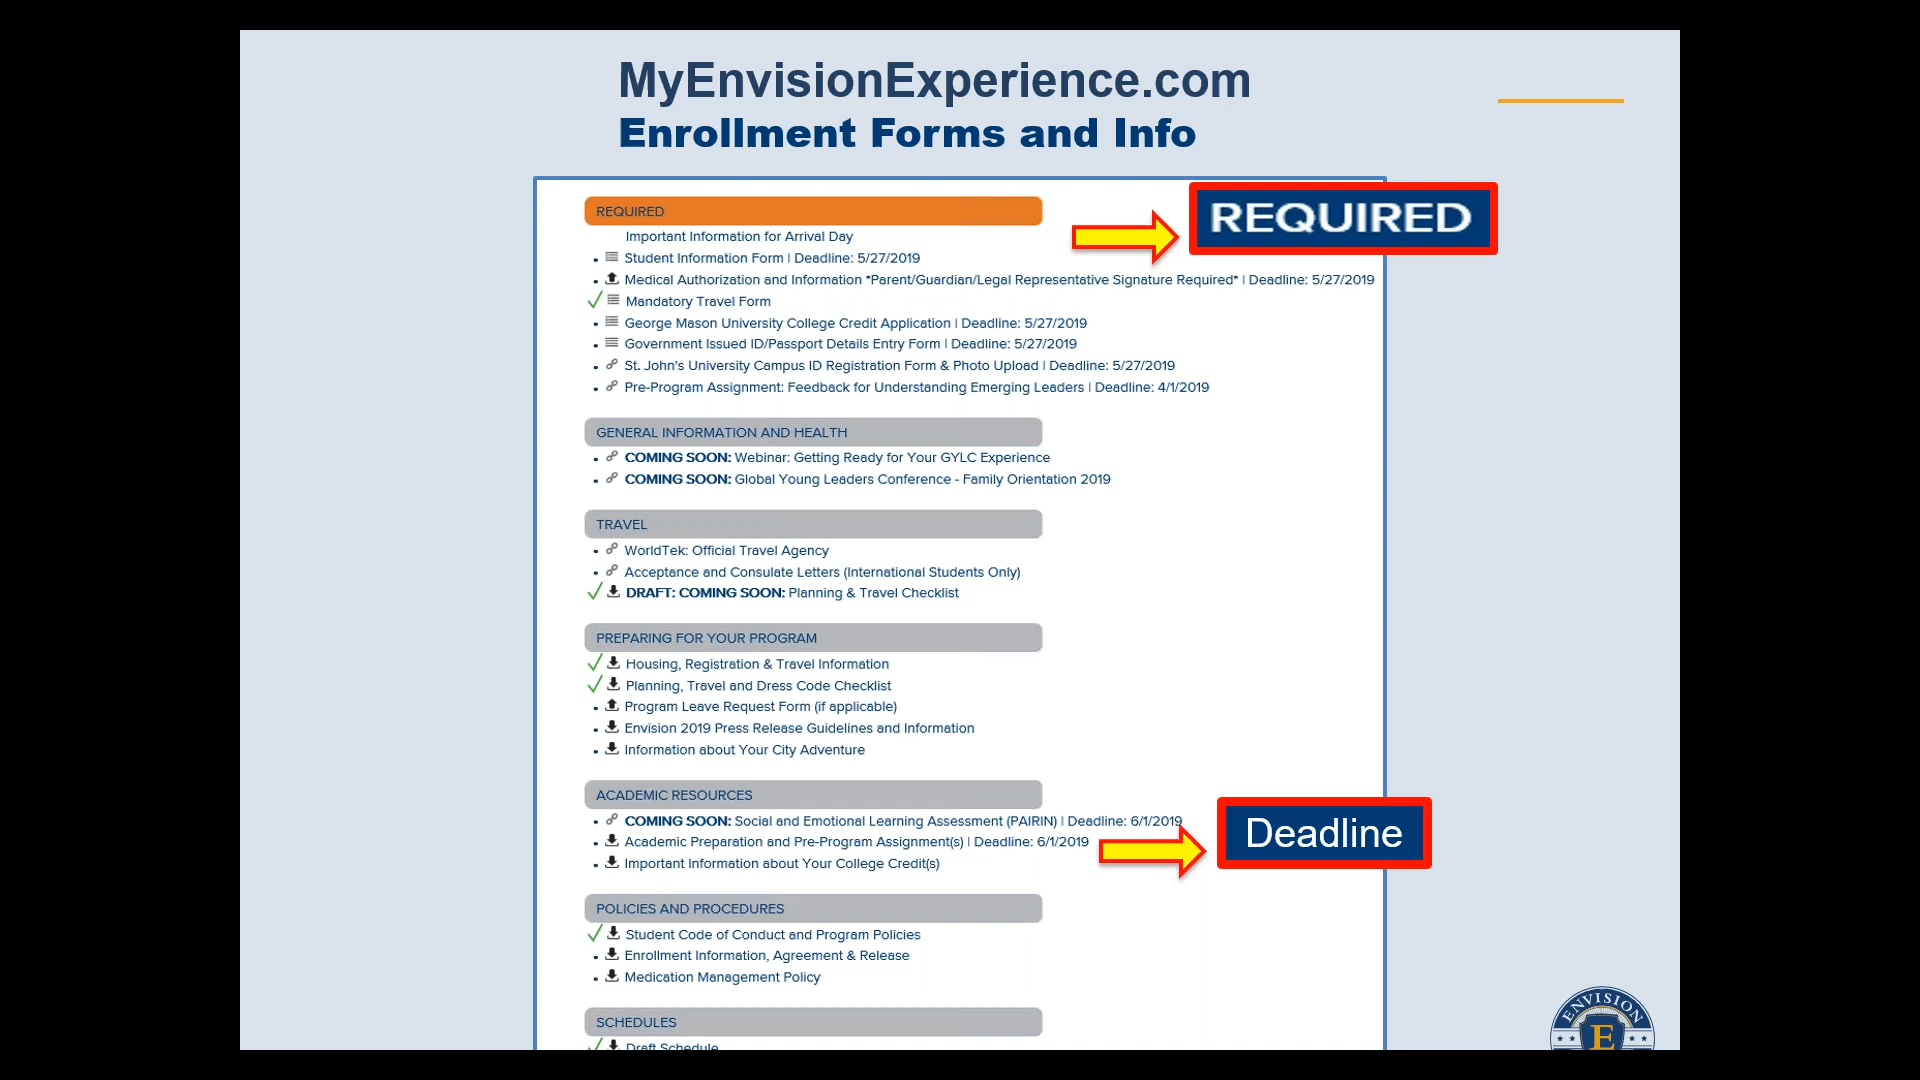 MyEnvisionExperience.com
Enrollment Forms and Info
REQUIRED
REQUIRED
Important Information for Arrival Day
Student Information Form | Deadline: 5/27/2019
Medical Authorization and Information *Parent/Guardian/Legal Representative Signature Required* | Deadline: 5/27/2019
Mandatory Travel Form
George Mason University College Credit Application | Deadline: 5/27/2019
Government Issued ID/Passport Details Entry Form | Deadline: 5/27/2019
St. John's University Campus ID Registration Form & Photo Upload | Deadline: 5/27/2019
Pre-Program Assignment: Feedback for Understanding Emerging Leaders | Deadline: 4/1/2019
GENERAL INFORMATION AND HEALTH
COMING SOON: Webinar: Getting Ready for Your GYLC Experience
COMING SOON: Global Young Leaders Conference - Family Orientation 2019
TRAVEL
WorldTek: Official Travel Agency
Acceptance and Consulate Letters (International Students Only)
DRAFT: COMING SOON: Planning & Travel Checklist
PREPARING FOR YOUR PROGRAM
Housing, Registration & Travel Information
Planning, Travel and Dress Code Checklist
Program Leave Request Form (if applicable)
Envision 2019 Press Release Guidelines and Information
Information about Your City Adventure
ACADEMIC RESOURCES
COMING SOON: Social and Emotional Learning Assessment (PAIRIN) | Deadline: 6/1/2019
Academic Preparation and Pre-Program Assignment(s) | Deadline: 6/1/2019
Deadline
Important Information about Your College Credit(s)
POLICIES AND PROCEDURES
Student Code of Conduct and Program Policies
Enrollment Information, Agreement & Release
Medication Management Policy
SCHEDULES
Draft Schedule
ENVISION
E